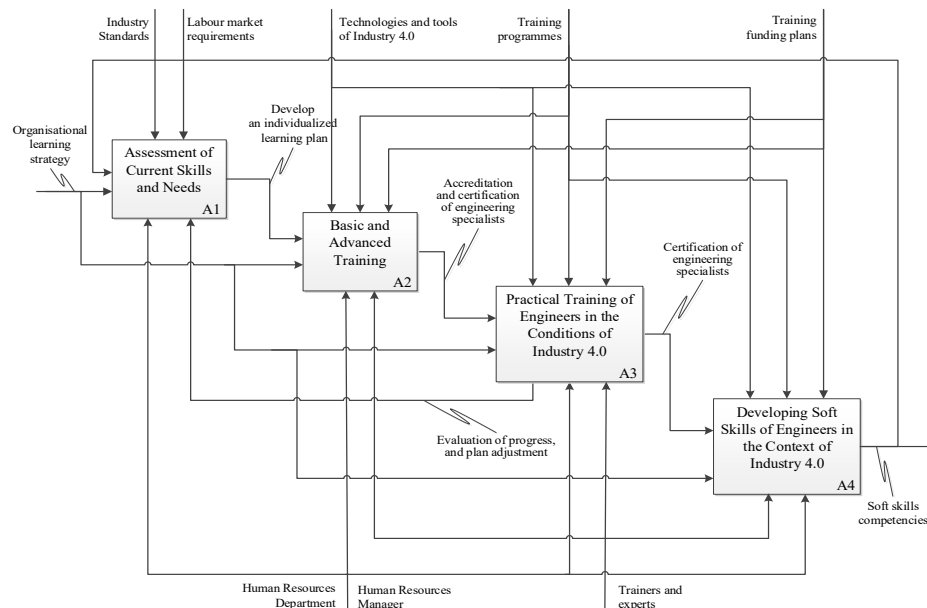 Industry
Standards
Labour market
requirements
Technologies and tools
of Industry 4.0
Training
programmes
Training
funding plans
Organisational
learning
strategy
Assessment of
Current Skills
and Needs
A1
Develop
an individualized
learning plan
Basic and
Advanced
Training
A2
Accreditation
and certification
of engineering
specialists
Practical Training of
Engineers in the
Conditions of
Industry 4.0
A3
Certification of
engineering
specialists
Evaluation of progress,
and plan adjustment
Developing Soft
Skills of Engineers in
the Context of
Industry 4.0
A4
Soft skills
competencies
Human Resources
Department
Human Resources
Manager
Trainers and
experts